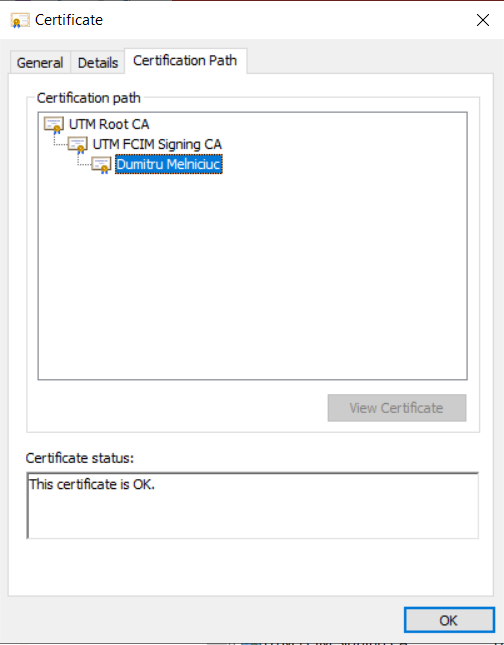 Certificate
General Details Certification Path
Certification path
UTM Root CA
UTM FCIM Signing CA
Dumitru Melniciuc
View Certificate
Certificate status:
This certificate is OK.
OK